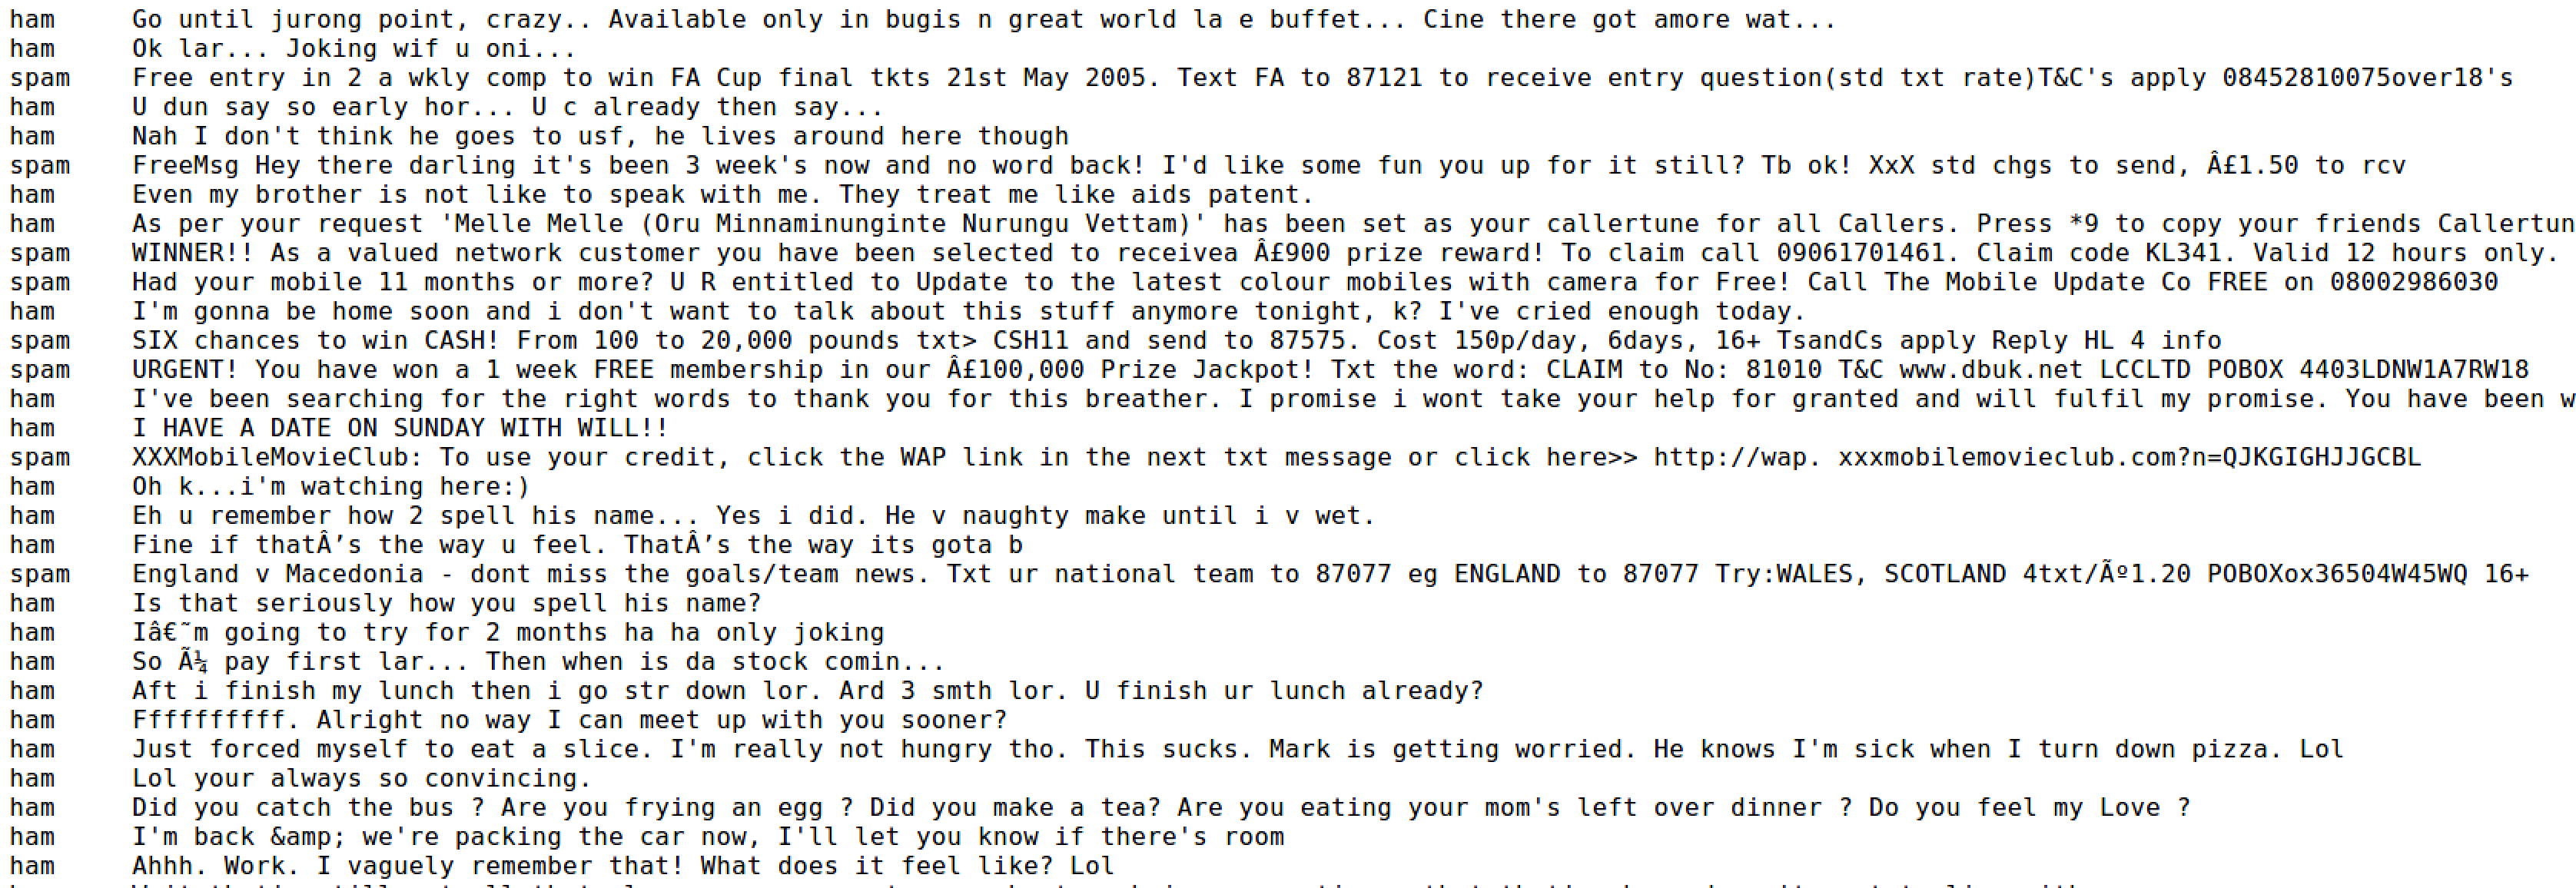 ham Go until jurong point, crazy.. Available only in bugis n great world la e buffet... Cine there got amore wat...
ham Ok lar... Joking wif u oni...
spam Free entry in 2 a wkly comp to win FA Cup final tkts 21st May 2005. Text FA to 87121 to receive entry question(std txt rate)T&C's apply 08452810075over18's
ham U dun say so early hor... U c already then say...
ham Nah I don't think he goes to usf, he lives around here though
spam FreeMsg Hey there darling it's been 3 week's now and no word back! I'd like some fun you up for it still? Tb ok! XxX std chgs to send, Â£1.50 to rcv
ham Even my brother is not like to speak with me. They treat me like aids patent.
ham As per your request 'Melle Melle (Oru Minnaminunginte Nurungu Vettam)' has been set as your callertune for all Callers. Press *9 to copy your friends Callertun
spam WINNER!! As a valued network customer you have been selected to receivea Â£900 prize reward! To claim call 09061701461. Claim code KL341. Valid 12 hours only.
spam Had your mobile 11 months or more? U R entitled to Update to the latest colour mobiles with camera for Free! Call The Mobile Update Co FREE on 08002986030
ham I'm gonna be home soon and i don't want to talk about this stuff anymore tonight, k? I've cried enough today.
spam SIX chances to win CASH! From 100 to 20,000 pounds txt> CSH11 and send to 87575. Cost 150p/day, 6days, 16+ TsandCs apply Reply HL 4 info
spam URGENT! You have won a 1 week FREE membership in our Â£100,000 Prize Jackpot! Txt the word: CLAIM to No: 81010 T&C www.dbuk.net LCCLTD POBOX 4403LDNW1A7RW18
ham I've been searching for the right words to thank you for this breather. I promise i wont take your help for granted and will fulfil my promise. You have been w
ham I HAVE A DATE ON SUNDAY WITH WILL!!
spam XXXMobileMovieClub: To use your credit, click the WAP link in the next txt message or click here>> http://wap. xxxmobilemovieclub.com?n=QJKGIGHJJGCBL
ham Oh k...i'm watching here:)
ham Eh u remember how 2 spell his name... Yes i did. He v naughty make until i v wet.
ham Fine if thatÂ’s the way u feel. ThatÂ’s the way its gota b
spam England v Macedonia - dont miss the goals/team news. Txt ur national team to 87077 eg ENGLAND to 87077 Try:WALES, SCOTLAND 4txt/Ãº1.20 POBOXox36504W45WQ 16+
ham Is that seriously how you spell his name?
ham Iâ€˜m going to try for 2 months ha ha only joking
ham So Ã¼ pay first lar... Then when is da stock comin...
ham Aft i finish my lunch then i go str down lor. Ard 3 smth lor. U finish ur lunch already?
ham Ffffffffff. Alright no way I can meet up with you sooner?
ham Just forced myself to eat a slice. I'm really not hungry tho. This sucks. Mark is getting worried. He knows I'm sick when I turn down pizza. Lol
ham Lol your always so convincing.
ham Did you catch the bus ? Are you frying an egg ? Did you make a tea? Are you eating your mom's left over dinner ? Do you feel my Love ?
ham I'm back &amp; we're packing the car now, I'll let you know if there's room
ham Ahhh. Work. I vaguely remember that! What does it feel like? Lol